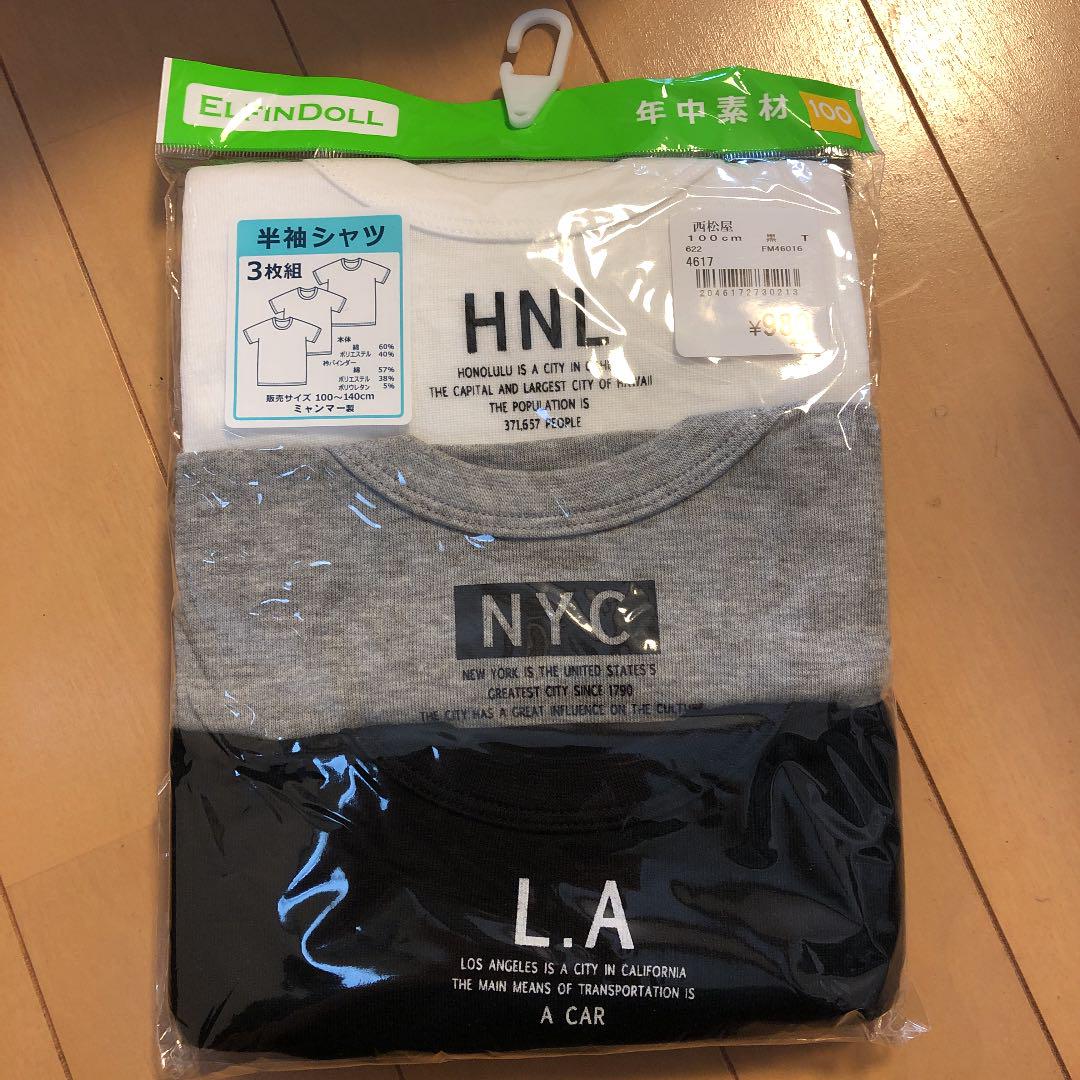 ELFINDOLL
年中素材 100
半袖シャツ
3枚組
本体
綿 60%
ポリエステル 40%
衿バインダー
綿 57%
ポリエステル 38%
ポリウレタン 5%
販売サイズ 100〜140cm
ミャンマー製
西松屋
100cm 黒 T
622 FM46016
4617
2046172730213
HNL
HONOLULU IS A CITY IN
THE CAPITAL AND LARGEST CITY OF HAWAII
THE POPULATION IS
371,657 PEOPLE
NYC
NEW YORK IS THE UNITED STATES'S
GREATEST CITY SINCE 1790
THE CITY HAS A GREAT INFLUENCE ON THE
L.A
LOS ANGELES IS A CITY IN CALIFORNIA
THE MAIN MEANS OF TRANSPORTATION IS
A CAR